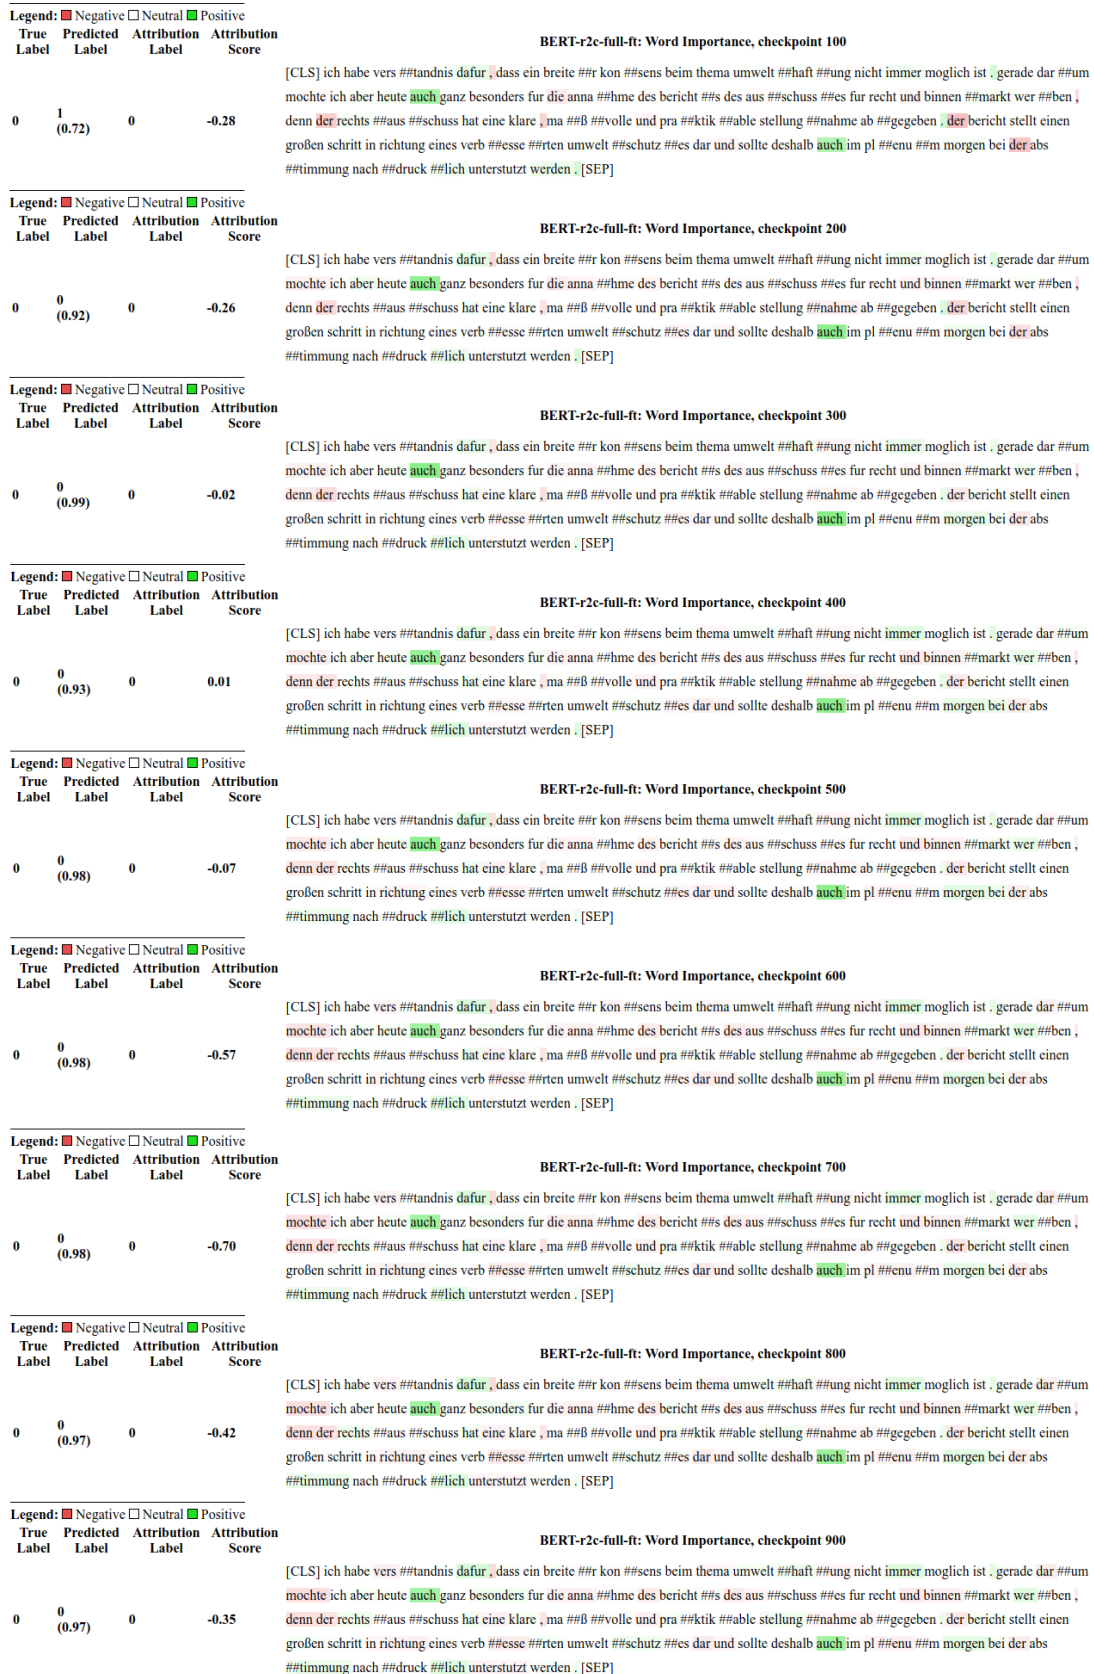 Legend: Negative Neutral Positive
True Label Predicted Label Attribution Label Attribution Score
BERT-r2c-full-ft: Word Importance, checkpoint 100
0 1 (0.72) 0 -0.28
[CLS] ich habe vers ##tandnis dafur , dass ein breite ##r kon ##sens beim thema umwelt ##haft ##ung nicht immer moglich ist . gerade dar ##um
mochte ich aber heute auch ganz besonders fur die anna ##hme des bericht ##s des aus ##schuss ##es fur recht und binnen ##markt wer ##ben ,
denn der rechts ##aus ##schuss hat eine klare , ma ##ß ##volle und pra ##ktik ##able stellung ##nahme ab ##gegeben . der bericht stellt einen
großen schritt in richtung eines verb ##esse ##rten umwelt ##schutz ##es dar und sollte deshalb auch im pl ##enu ##m morgen bei der abs
##timmung nach ##druck ##lich unterstutzt werden . [SEP]
Legend: Negative Neutral Positive
True Label Predicted Label Attribution Label Attribution Score
BERT-r2c-full-ft: Word Importance, checkpoint 200
0 0 (0.92) 0 -0.26
[CLS] ich habe vers ##tandnis dafur , dass ein breite ##r kon ##sens beim thema umwelt ##haft ##ung nicht immer moglich ist . gerade dar ##um
mochte ich aber heute auch ganz besonders fur die anna ##hme des bericht ##s des aus ##schuss ##es fur recht und binnen ##markt wer ##ben ,
denn der rechts ##aus ##schuss hat eine klare , ma ##ß ##volle und pra ##ktik ##able stellung ##nahme ab ##gegeben . der bericht stellt einen
großen schritt in richtung eines verb ##esse ##rten umwelt ##schutz ##es dar und sollte deshalb auch im pl ##enu ##m morgen bei der abs
##timmung nach ##druck ##lich unterstutzt werden . [SEP]
Legend: Negative Neutral Positive
True Label Predicted Label Attribution Label Attribution Score
BERT-r2c-full-ft: Word Importance, checkpoint 300
0 0 (0.99) 0 -0.02
[CLS] ich habe vers ##tandnis dafur , dass ein breite ##r kon ##sens beim thema umwelt ##haft ##ung nicht immer moglich ist . gerade dar ##um
mochte ich aber heute auch ganz besonders fur die anna ##hme des bericht ##s des aus ##schuss ##es fur recht und binnen ##markt wer ##ben ,
denn der rechts ##aus ##schuss hat eine klare , ma ##ß ##volle und pra ##ktik ##able stellung ##nahme ab ##gegeben . der bericht stellt einen
großen schritt in richtung eines verb ##esse ##rten umwelt ##schutz ##es dar und sollte deshalb auch im pl ##enu ##m morgen bei der abs
##timmung nach ##druck ##lich unterstutzt werden . [SEP]
Legend: Negative Neutral Positive
True Label Predicted Label Attribution Label Attribution Score
BERT-r2c-full-ft: Word Importance, checkpoint 400
0 0 (0.93) 0 0.01
[CLS] ich habe vers ##tandnis dafur , dass ein breite ##r kon ##sens beim thema umwelt ##haft ##ung nicht immer moglich ist . gerade dar ##um
mochte ich aber heute auch ganz besonders fur die anna ##hme des bericht ##s des aus ##schuss ##es fur recht und binnen ##markt wer ##ben ,
denn der rechts ##aus ##schuss hat eine klare , ma ##ß ##volle und pra ##ktik ##able stellung ##nahme ab ##gegeben . der bericht stellt einen
großen schritt in richtung eines verb ##esse ##rten umwelt ##schutz ##es dar und sollte deshalb auch im pl ##enu ##m morgen bei der abs
##timmung nach ##druck ##lich unterstutzt werden . [SEP]
Legend: Negative Neutral Positive
True Label Predicted Label Attribution Label Attribution Score
BERT-r2c-full-ft: Word Importance, checkpoint 500
0 0 (0.98) 0 -0.07
[CLS] ich habe vers ##tandnis dafur , dass ein breite ##r kon ##sens beim thema umwelt ##haft ##ung nicht immer moglich ist . gerade dar ##um
mochte ich aber heute auch ganz besonders fur die anna ##hme des bericht ##s des aus ##schuss ##es fur recht und binnen ##markt wer ##ben ,
denn der rechts ##aus ##schuss hat eine klare , ma ##ß ##volle und pra ##ktik ##able stellung ##nahme ab ##gegeben . der bericht stellt einen
großen schritt in richtung eines verb ##esse ##rten umwelt ##schutz ##es dar und sollte deshalb auch im pl ##enu ##m morgen bei der abs
##timmung nach ##druck ##lich unterstutzt werden . [SEP]
Legend: Negative Neutral Positive
True Label Predicted Label Attribution Label Attribution Score
BERT-r2c-full-ft: Word Importance, checkpoint 600
0 0 (0.98) 0 -0.57
[CLS] ich habe vers ##tandnis dafur , dass ein breite ##r kon ##sens beim thema umwelt ##haft ##ung nicht immer moglich ist . gerade dar ##um
mochte ich aber heute auch ganz besonders fur die anna ##hme des bericht ##s des aus ##schuss ##es fur recht und binnen ##markt wer ##ben ,
denn der rechts ##aus ##schuss hat eine klare , ma ##ß ##volle und pra ##ktik ##able stellung ##nahme ab ##gegeben . der bericht stellt einen
großen schritt in richtung eines verb ##esse ##rten umwelt ##schutz ##es dar und sollte deshalb auch im pl ##enu ##m morgen bei der abs
##timmung nach ##druck ##lich unterstutzt werden . [SEP]
Legend: Negative Neutral Positive
True Label Predicted Label Attribution Label Attribution Score
BERT-r2c-full-ft: Word Importance, checkpoint 700
0 0 (0.98) 0 -0.70
[CLS] ich habe vers ##tandnis dafur , dass ein breite ##r kon ##sens beim thema umwelt ##haft ##ung nicht immer moglich ist . gerade dar ##um
mochte ich aber heute auch ganz besonders fur die anna ##hme des bericht ##s des aus ##schuss ##es fur recht und binnen ##markt wer ##ben ,
denn der rechts ##aus ##schuss hat eine klare , ma ##ß ##volle und pra ##ktik ##able stellung ##nahme ab ##gegeben . der bericht stellt einen
großen schritt in richtung eines verb ##esse ##rten umwelt ##schutz ##es dar und sollte deshalb auch im pl ##enu ##m morgen bei der abs
##timmung nach ##druck ##lich unterstutzt werden . [SEP]
Legend: Negative Neutral Positive
True Label Predicted Label Attribution Label Attribution Score
BERT-r2c-full-ft: Word Importance, checkpoint 800
0 0 (0.97) 0 -0.42
[CLS] ich habe vers ##tandnis dafur , dass ein breite ##r kon ##sens beim thema umwelt ##haft ##ung nicht immer moglich ist . gerade dar ##um
mochte ich aber heute auch ganz besonders fur die anna ##hme des bericht ##s des aus ##schuss ##es fur recht und binnen ##markt wer ##ben ,
denn der rechts ##aus ##schuss hat eine klare , ma ##ß ##volle und pra ##ktik ##able stellung ##nahme ab ##gegeben . der bericht stellt einen
großen schritt in richtung eines verb ##esse ##rten umwelt ##schutz ##es dar und sollte deshalb auch im pl ##enu ##m morgen bei der abs
##timmung nach ##druck ##lich unterstutzt werden . [SEP]
Legend: Negative Neutral Positive
True Label Predicted Label Attribution Label Attribution Score
BERT-r2c-full-ft: Word Importance, checkpoint 900
0 0 (0.97) 0 -0.35
[CLS] ich habe vers ##tandnis dafur , dass ein breite ##r kon ##sens beim thema umwelt ##haft ##ung nicht immer moglich ist . gerade dar ##um
mochte ich aber heute auch ganz besonders fur die anna ##hme des bericht ##s des aus ##schuss ##es fur recht und binnen ##markt wer ##ben ,
denn der rechts ##aus ##schuss hat eine klare , ma ##ß ##volle und pra ##ktik ##able stellung ##nahme ab ##gegeben . der bericht stellt einen
großen schritt in richtung eines verb ##esse ##rten umwelt ##schutz ##es dar und sollte deshalb auch im pl ##enu ##m morgen bei der abs
##timmung nach ##druck ##lich unterstutzt werden . [SEP]